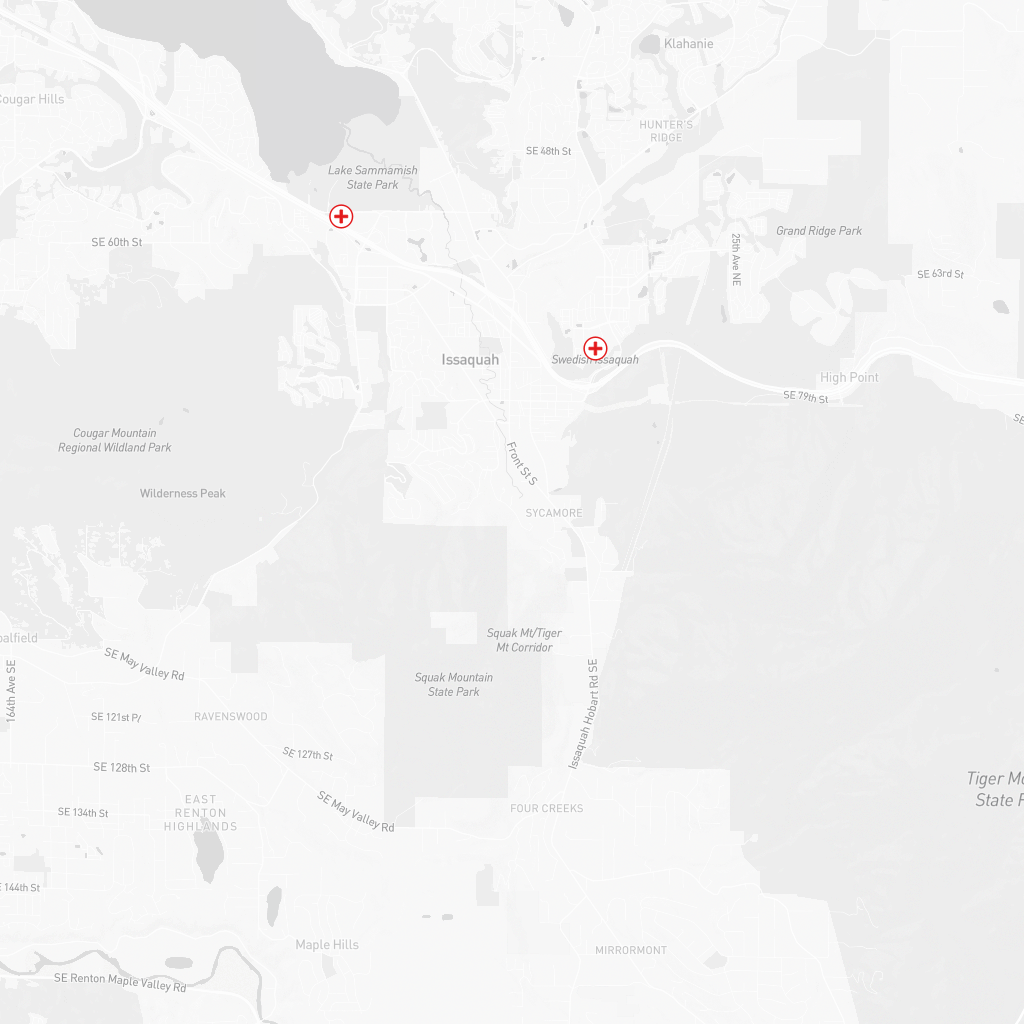 Klahanie
Cougar Hills
HUNTER'S
RIDGE
SE 48th St
Lake Sammamish
State Park
SE 60th St
25th Ave NE
Grand Ridge Park
SE 63rd St
Issaquah
Swedish Issaquah
High Point
SE 79th St
SE
Cougar Mountain
Regional Wildland Park
Front St S
Wilderness Peak
SYCAMORE
Squak Mt/Tiger
Mt Corridor
oalfield
SE May Valley Rd
164th Ave SE
Squak Mountain
State Park
Issaquah Hobart Rd SE
SE 121st Pl
RAVENSWOOD
SE 127th St
SE 128th St
Tiger Mo
State P
EAST
RENTON
HIGHLANDS
SE 134th St
SE May Valley Rd
FOUR CREEKS
E 144th St
Maple Hills
MIRRORMONT
SE Renton Maple Valley Rd